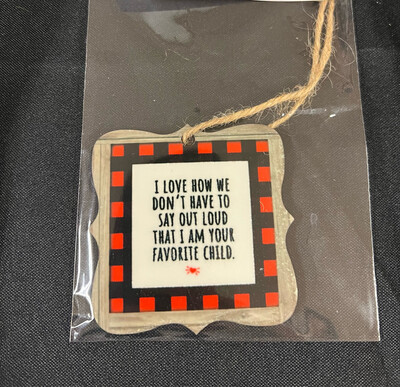 I LOVE HOW WE
DON'T HAVE TO
SAY OUT LOUD
THAT I AM YOUR
FAVORITE CHILD.